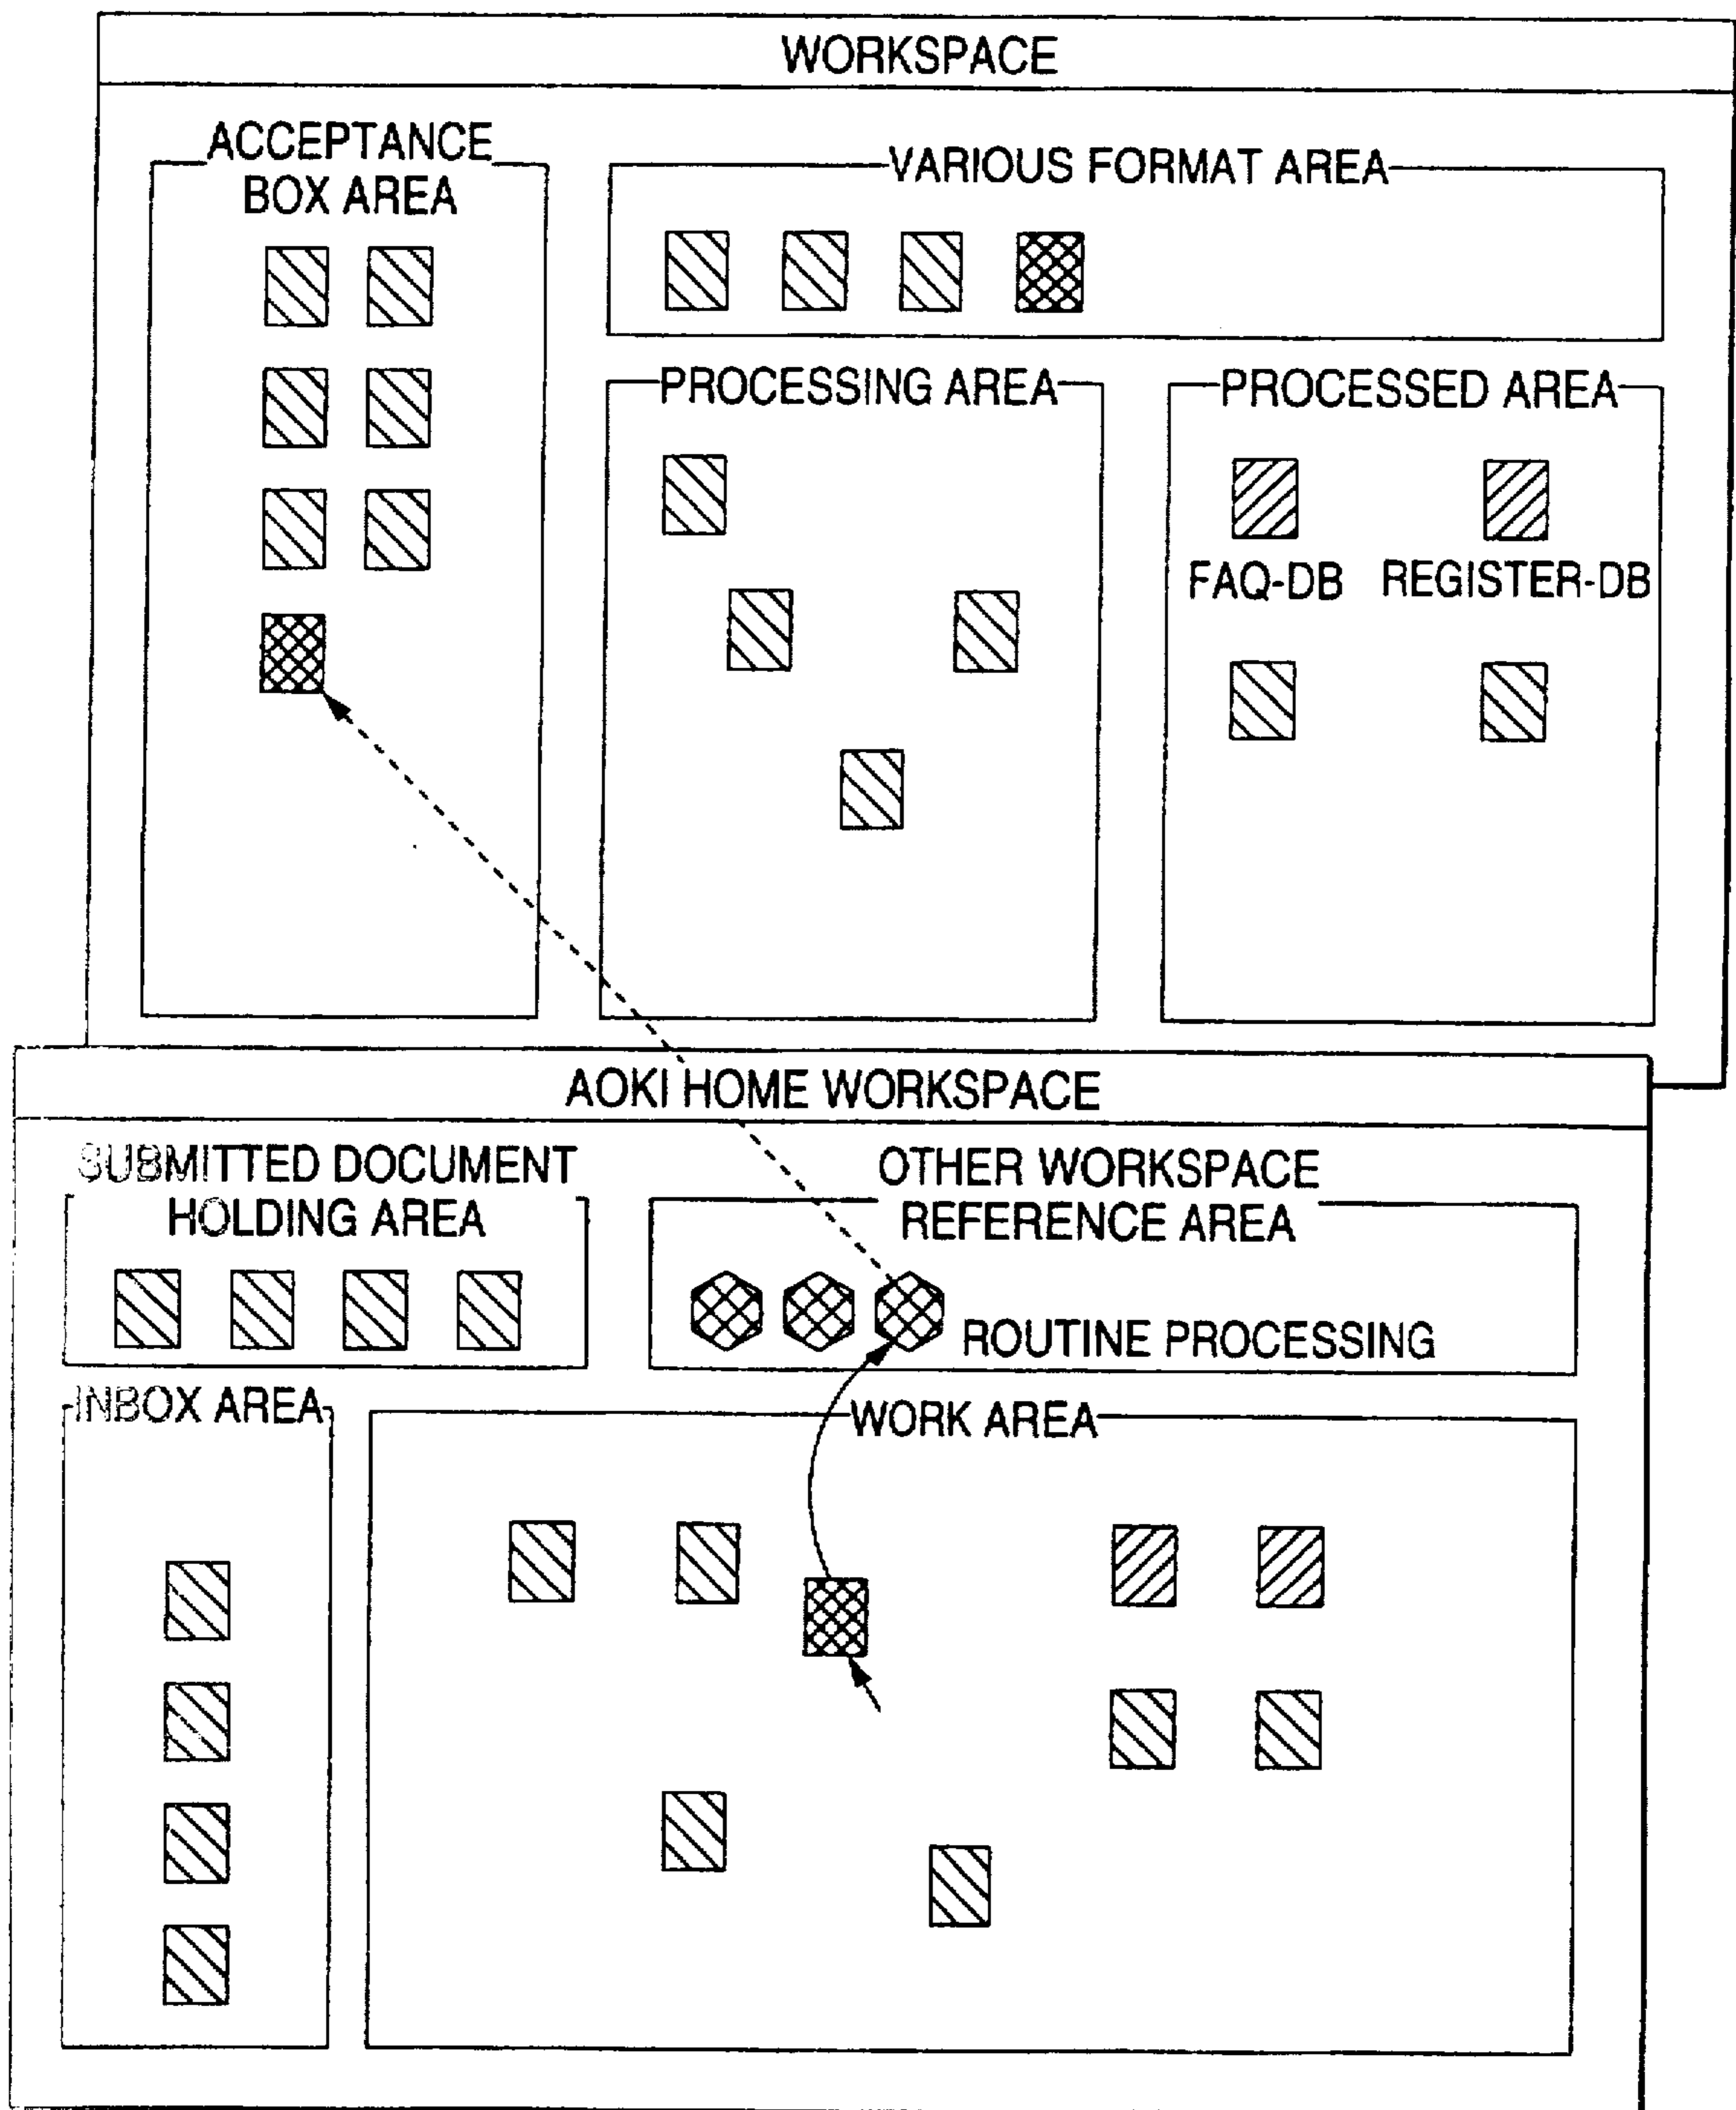 WORKSPACE
ACCEPTANCE
BOX AREA
VARIOUS FORMAT AREA
PROCESSING AREA
PROCESSED AREA
FAQ-DB
REGISTER-DB
AOKI HOME WORKSPACE
SUBMITTED DOCUMENT
HOLDING AREA
OTHER WORKSPACE
REFERENCE AREA
ROUTINE PROCESSING
INBOX AREA
WORK AREA